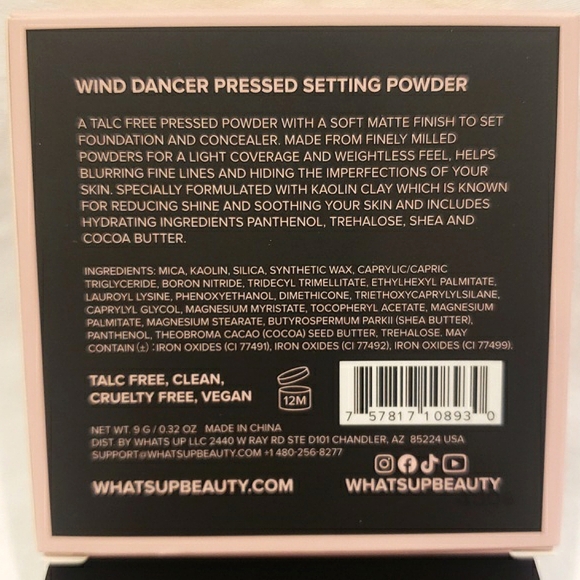 WIND DANCER PRESSED SETTING POWDER
A TALC FREE PRESSED POWDER WITH A SOFT MATTE FINISH TO SET
FOUNDATION AND CONCEALER. MADE FROM FINELY MILLED
POWDERS FOR A LIGHT COVERAGE AND WEIGHTLESS FEEL, HELPS
BLURRING FINE LINES AND HIDING THE IMPERFECTIONS OF YOUR
SKIN. SPECIALLY FORMULATED WITH KAOLIN CLAY WHICH IS KNOWN
FOR REDUCING SHINE AND SOOTHING YOUR SKIN AND INCLUDES
HYDRATING INGREDIENTS PANTHENOL, TREHALOSE, SHEA AND
COCOA BUTTER.
INGREDIENTS: MICA, KAOLIN, SILICA, SYNTHETIC WAX, CAPRYLIC/CAPRIC
TRIGLYCERIDE, BORON NITRIDE, TRIDECYL TRIMELLITATE, ETHYLHEXYL PALMITATE,
LAUROYL LYSINE, PHENOXYETHANOL, DIMETHICONE, TRIETHOXYCAPRYLYLSILANE,
CAPRYLYL GLYCOL, MAGNESIUM MYRISTATE, TOCOPHERYL ACETATE, MAGNESIUM
PALMITATE, MAGNESIUM STEARATE, BUTYROSPERMUM PARKII (SHEA BUTTER),
PANTHENOL, THEOBROMA CACAO (COCOA) SEED BUTTER, TREHALOSE. MAY
CONTAIN (±) :IRON OXIDES (CI 77491), IRON OXIDES (CI 77492), IRON OXIDES (CI 77499).
TALC FREE, CLEAN,
CRUELTY FREE, VEGAN
12M
7 57817 10893 0
NET WT. 9 G / 0.32 OZ MADE IN CHINA
DIST. BY WHATS UP LLC 2440 W RAY RD STE D101 CHANDLER, AZ 85224 USA
SUPPORT@WHATSUPBEAUTY.COM +1 480-256-8277
WHATSUPBEAUTY.COM
WHATSUPBEAUTY